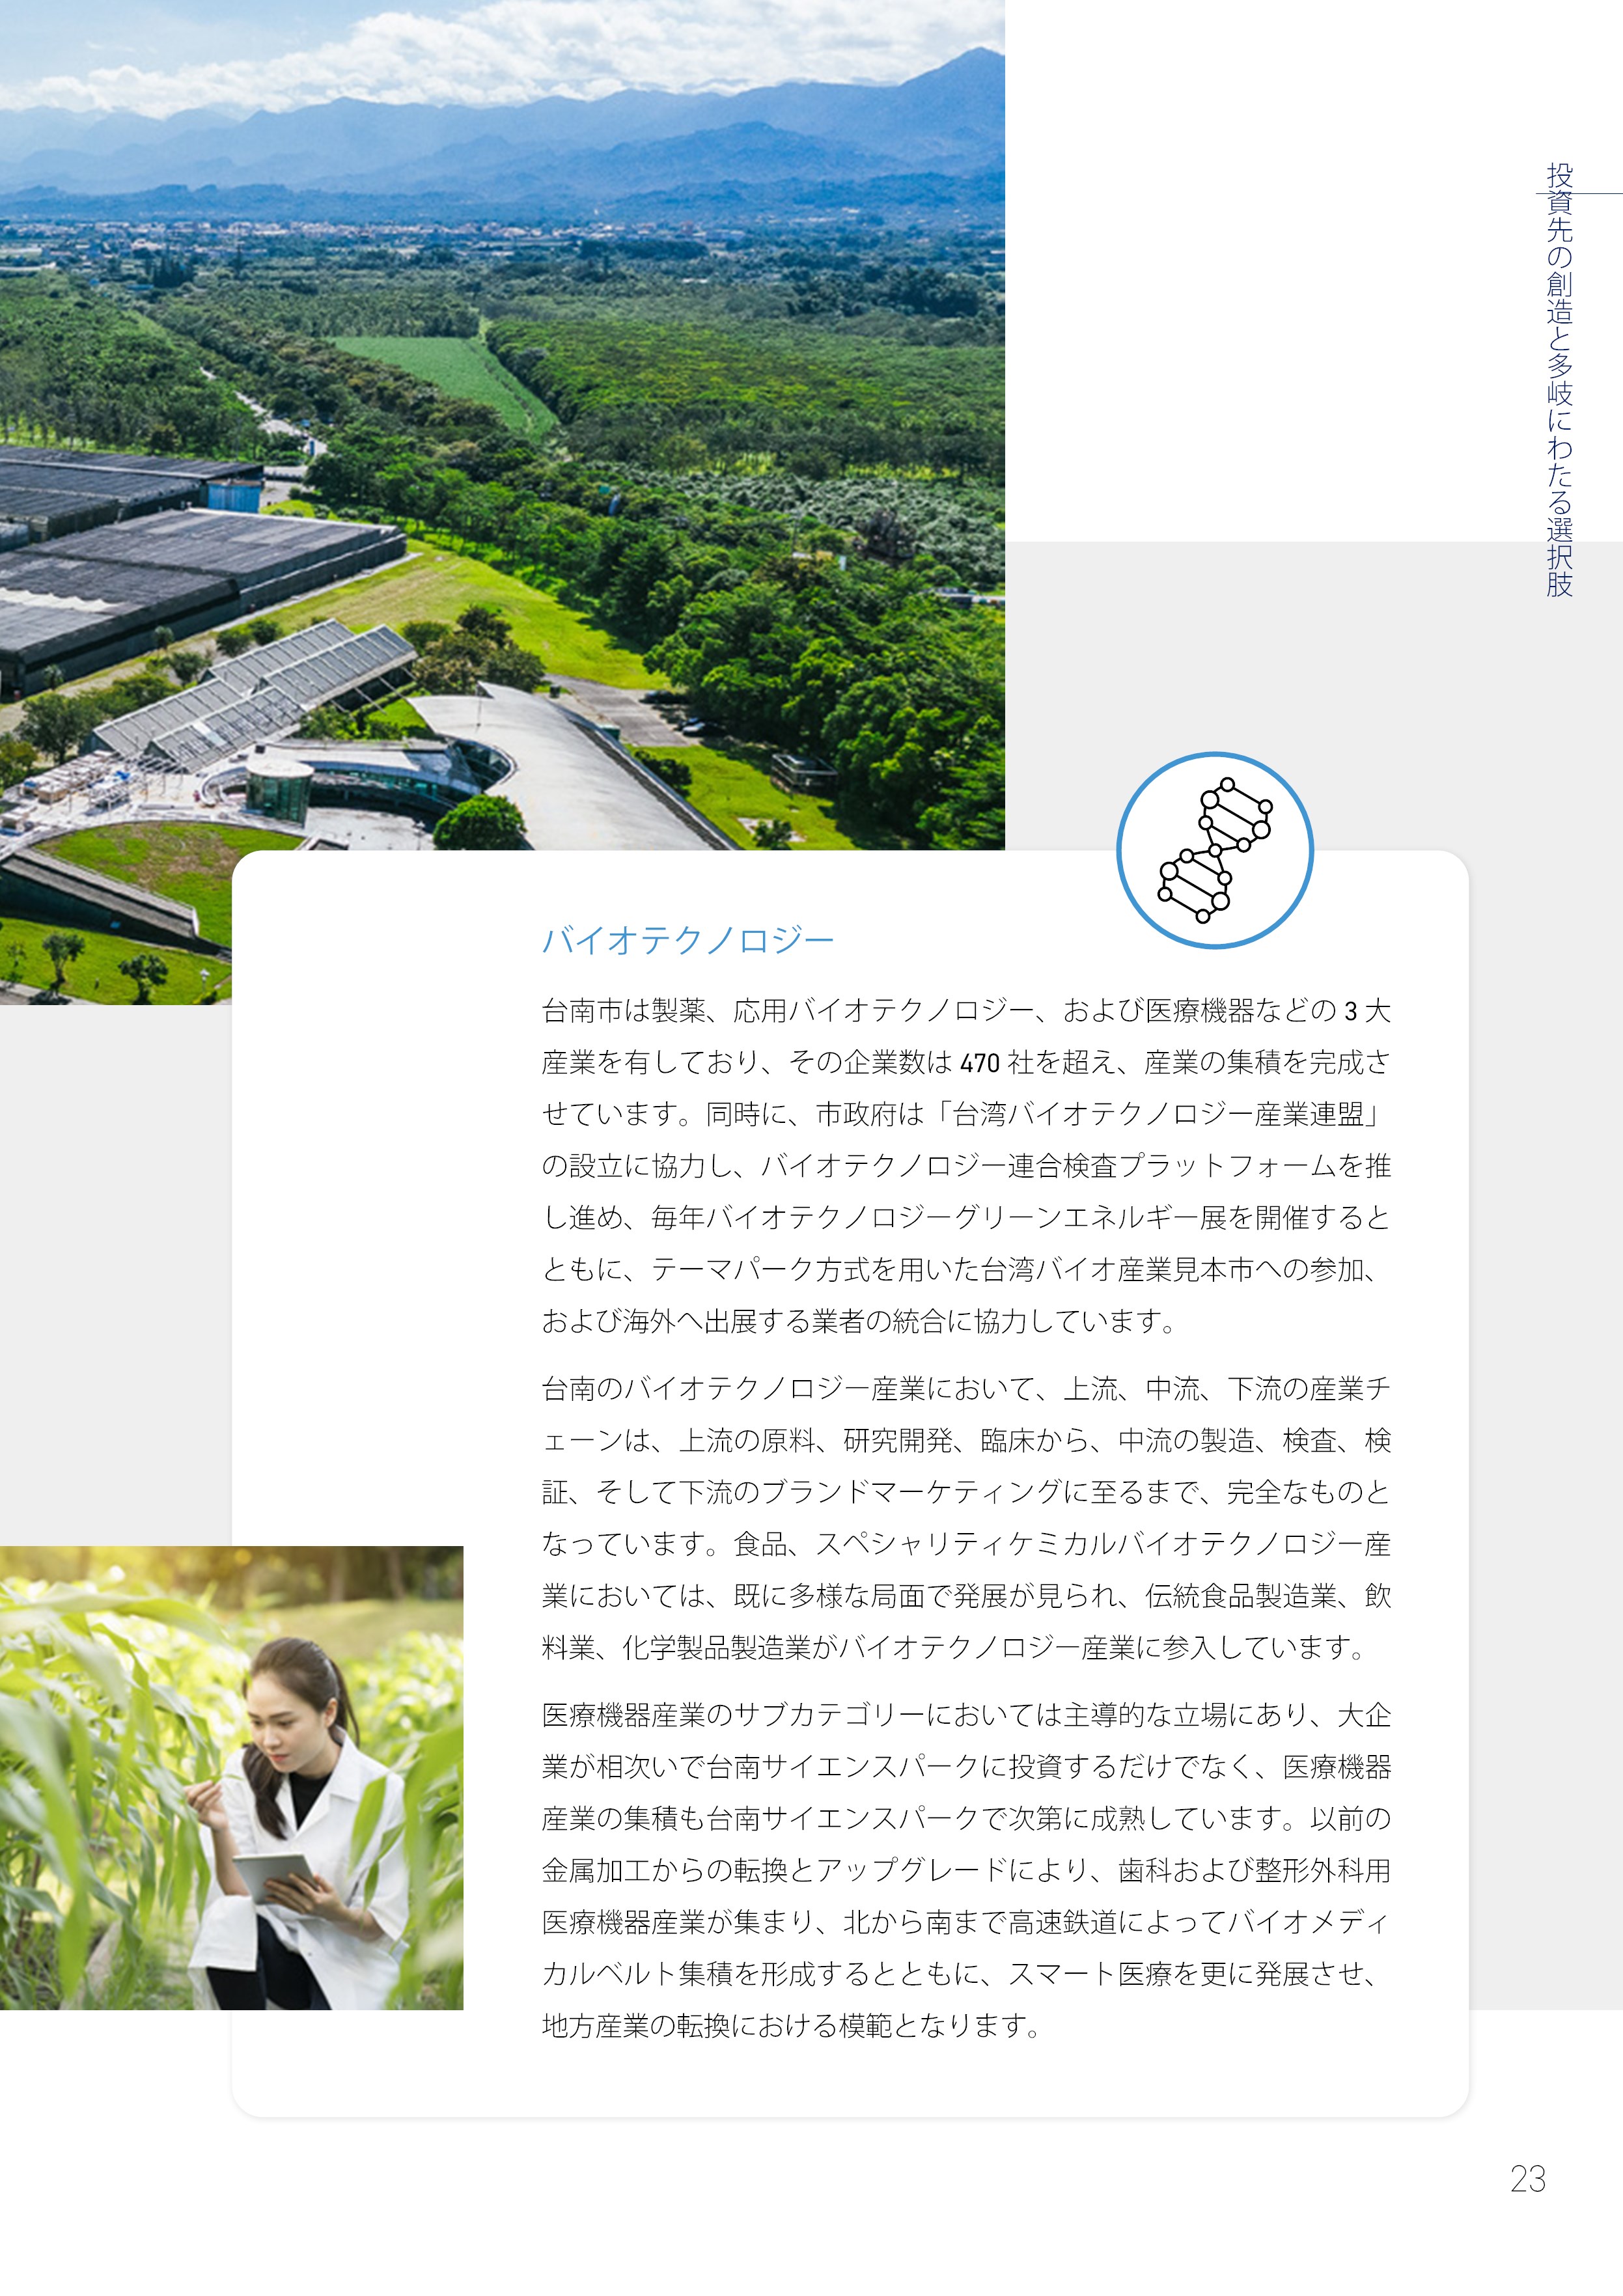 投資先の創造と多岐にわたる選択肢
バイオテクノロジー
台南市は製薬、応用バイオテクノロジー、および医療機器などの 3 大
産業を有しており、その企業数は 470 社を超え、産業の集積を完成さ
せています。同時に、市政府は「台湾バイオテクノロジー産業連盟」
の設立に協力し、バイオテクノロジー連合検査プラットフォームを推
し進め、毎年バイオテクノロジーグリーンエネルギー展を開催すると
ともに、テーマパーク方式を用いた台湾バイオ産業見本市への参加、
および海外へ出展する業者の統合に協力しています。
台南のバイオテクノロジー産業において、上流、中流、下流の産業チ
ェーンは、上流の原料、研究開発、臨床から、中流の製造、検査、検
証、そして下流のブランドマーケティングに至るまで、完全なものと
なっています。食品、スペシャリティケミカルバイオテクノロジー産
業においては、既に多様な局面で発展が見られ、伝統食品製造業、飲
料業、化学製品製造業がバイオテクノロジー産業に参入しています。
医療機器産業のサブカテゴリーにおいては主導的な立場にあり、大企
業が相次いで台南サイエンスパークに投資するだけでなく、医療機器
産業の集積も台南サイエンスパークで次第に成熟しています。以前の
金属加工からの転換とアップグレードにより、歯科および整形外科用
医療機器産業が集まり、北から南まで高速鉄道によってバイオメディ
カルベルト集積を形成するとともに、スマート医療を更に発展させ、
地方産業の転換における模範となります。
23